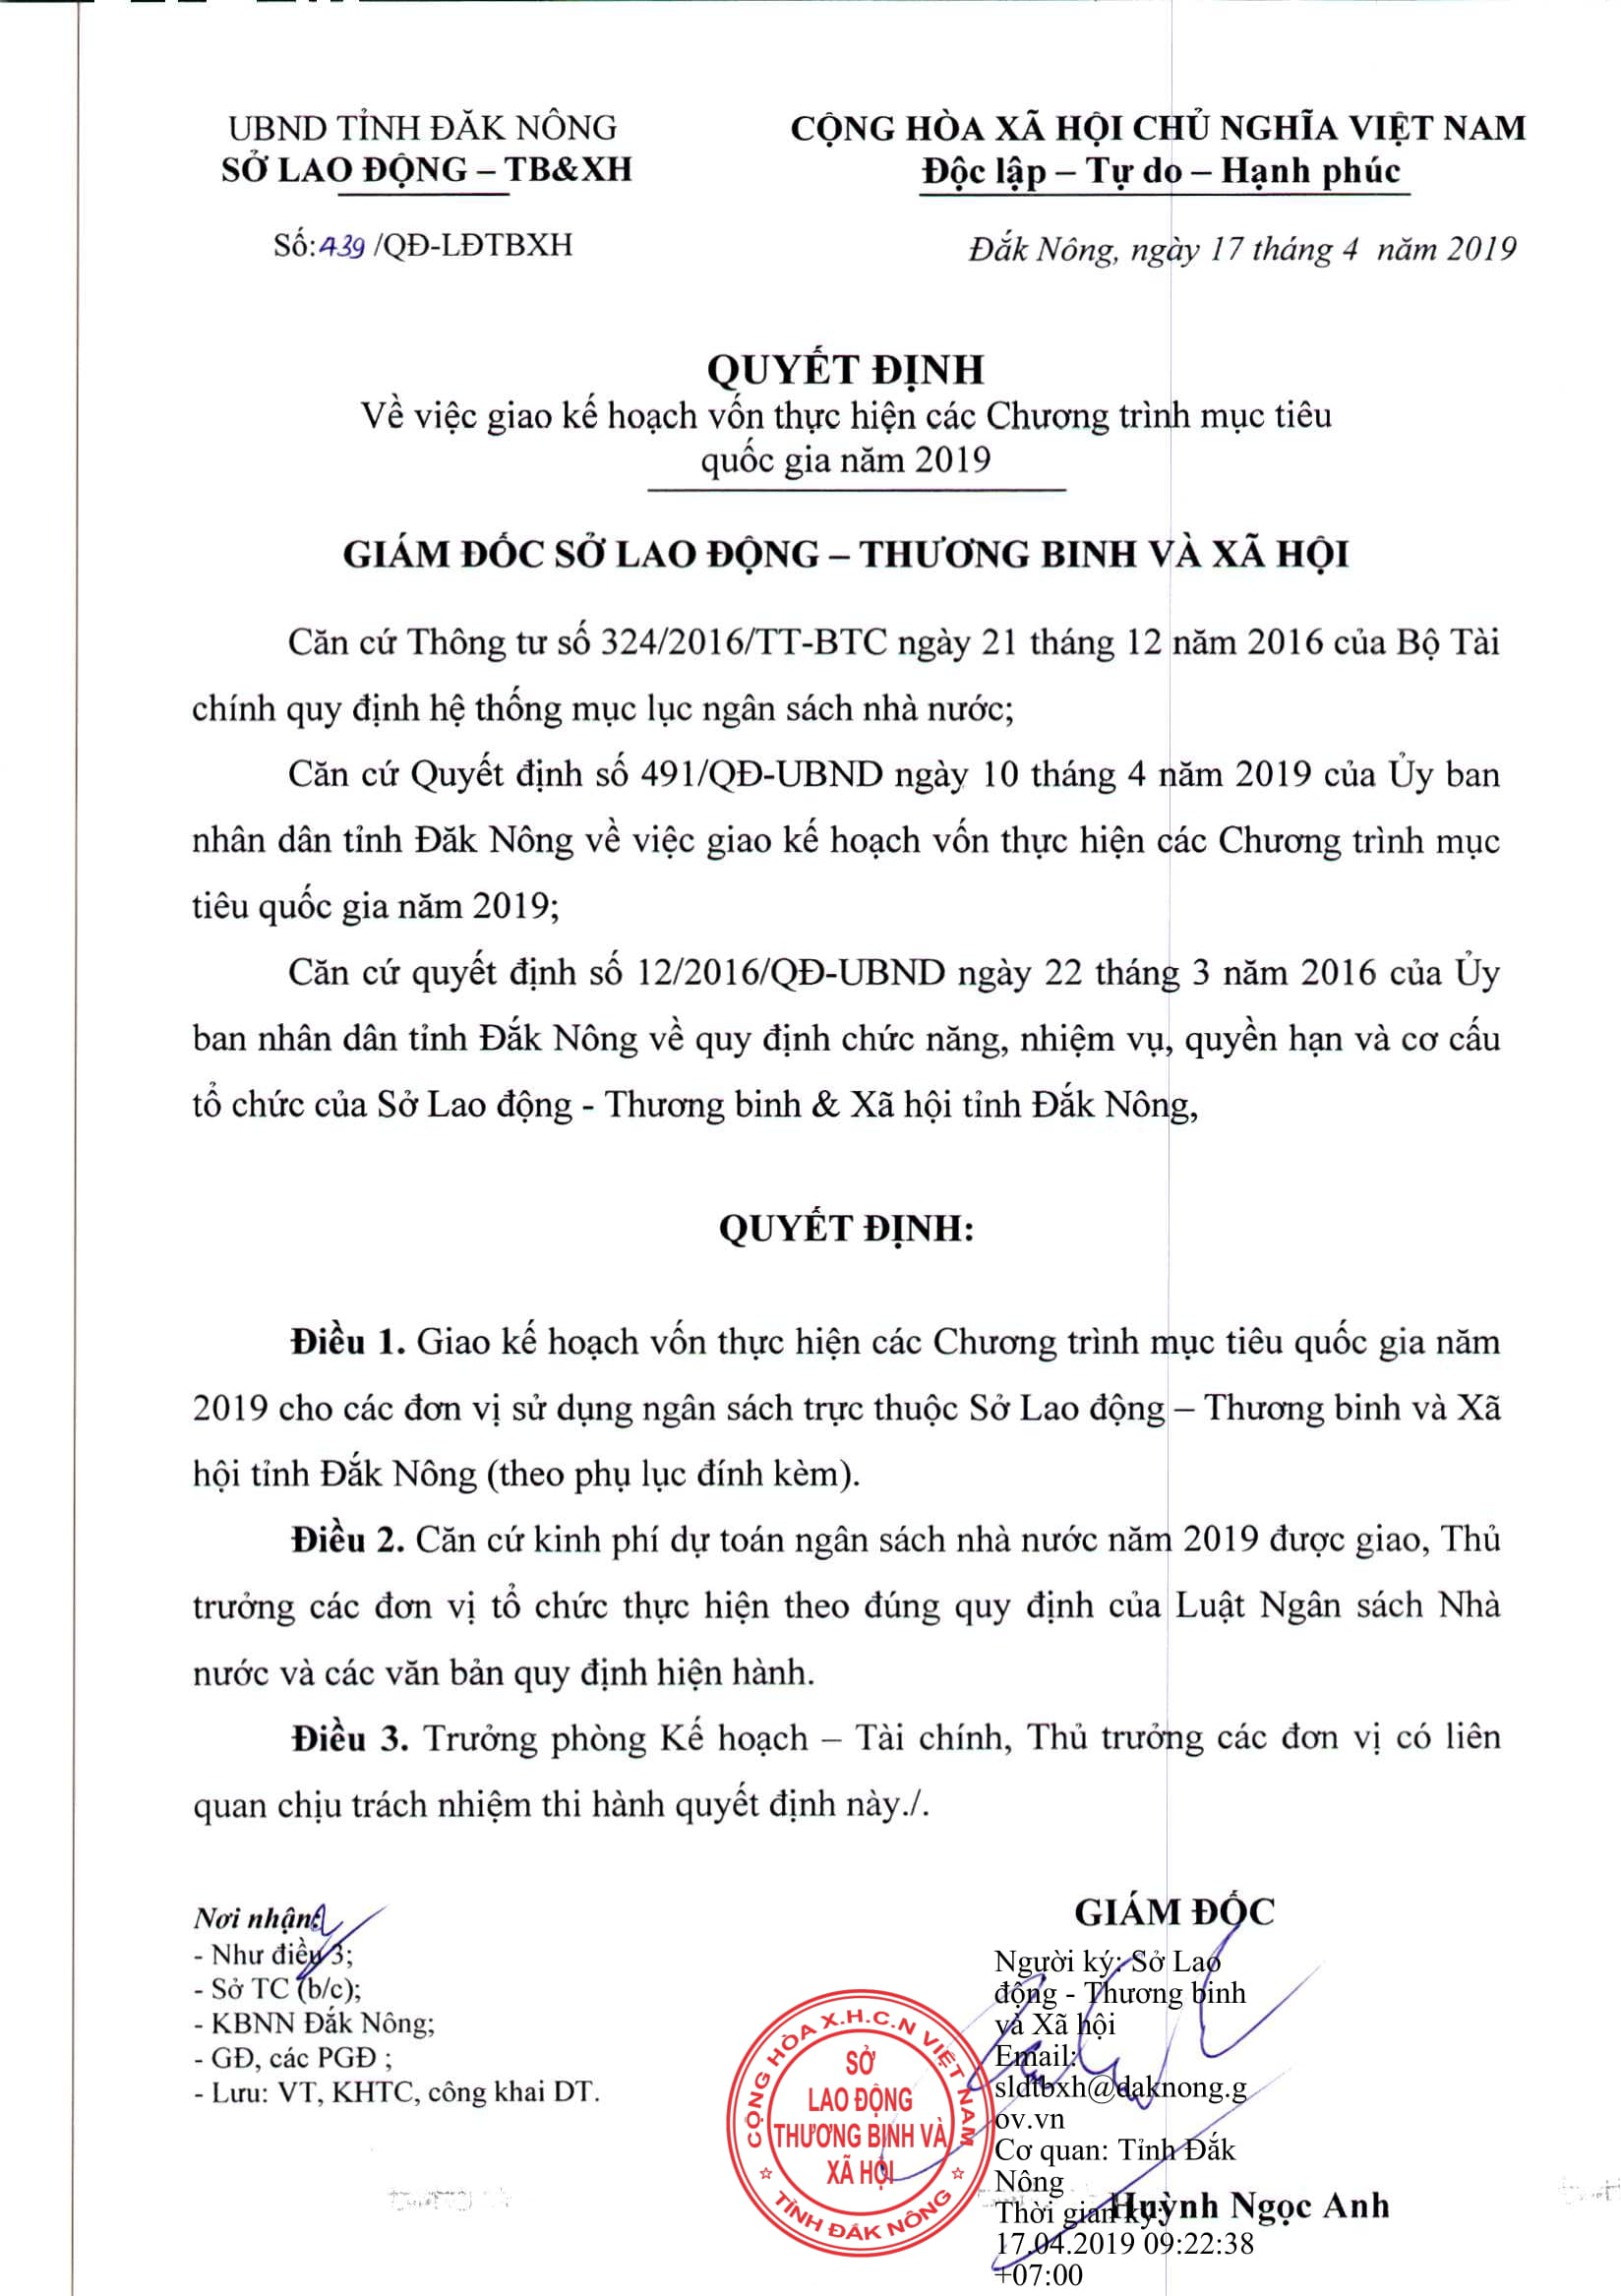 UBND TỈNH ĐĂK NÔNG
SỞ LAO ĐỘNG – TB&XH
Số:439 /QĐ-LĐTBXH
CỘNG HÒA XÃ HỘI CHỦ NGHĨA VIỆT NAM
Độc lập – Tự do – Hạnh phúc
Đắk Nông, ngày 17 tháng 4 năm 2019
QUYẾT ĐỊNH
Về việc giao kế hoạch vốn thực hiện các Chương trình mục tiêu
quốc gia năm 2019
GIÁM ĐỐC SỞ LAO ĐỘNG – THƯƠNG BINH VÀ XÃ HỘI
Căn cứ Thông tư số 324/2016/TT-BTC ngày 21 tháng 12 năm 2016 của Bộ Tài
chính quy định hệ thống mục lục ngân sách nhà nước;
Căn cứ Quyết định số 491/QĐ-UBND ngày 10 tháng 4 năm 2019 của Ủy ban
nhân dân tỉnh Đăk Nông về việc giao kế hoạch vốn thực hiện các Chương trình mục
tiêu quốc gia năm 2019;
Căn cứ quyết định số 12/2016/QĐ-UBND ngày 22 tháng 3 năm 2016 của Ủy
ban nhân dân tỉnh Đắk Nông về quy định chức năng, nhiệm vụ, quyền hạn và cơ cấu
tổ chức của Sở Lao động - Thương binh & Xã hội tỉnh Đắk Nông,
QUYẾT ĐỊNH:
Điều 1. Giao kế hoạch vốn thực hiện các Chương trình mục tiêu quốc gia năm
2019 cho các đơn vị sử dụng ngân sách trực thuộc Sở Lao động – Thương binh và Xã
hội tỉnh Đắk Nông (theo phụ lục đính kèm).
Điều 2. Căn cứ kinh phí dự toán ngân sách nhà nước năm 2019 được giao, Thủ
trưởng các đơn vị tổ chức thực hiện theo đúng quy định của Luật Ngân sách Nhà
nước và các văn bản quy định hiện hành.
Điều 3. Trưởng phòng Kế hoạch – Tài chính, Thủ trưởng các đơn vị có liên
quan chịu trách nhiệm thi hành quyết định này./.
Nơi nhận:
- Như điều 3;
- Sở TC (b/c);
- KBNN Đắk Nông;
- GĐ, các PGĐ ;
- Lưu: VT, KHTC, công khai DT.
GIÁM ĐỐC
Người ký: Sở Lao
động - Thương binh
và Xã hội
Email:
sldtbxh@daknong.g
ov.vn
Cơ quan: Tỉnh Đắk
Nông
Thời gian ký:
17.04.2019 09:22:38
+07:00
Huỳnh Ngọc Anh
CỘNG HÒA X.H.C.N VIỆT NAM
SỞ
LAO ĐỘNG
THƯƠNG BINH VÀ
XÃ HỘI
TỈNH ĐẮK NÔNG